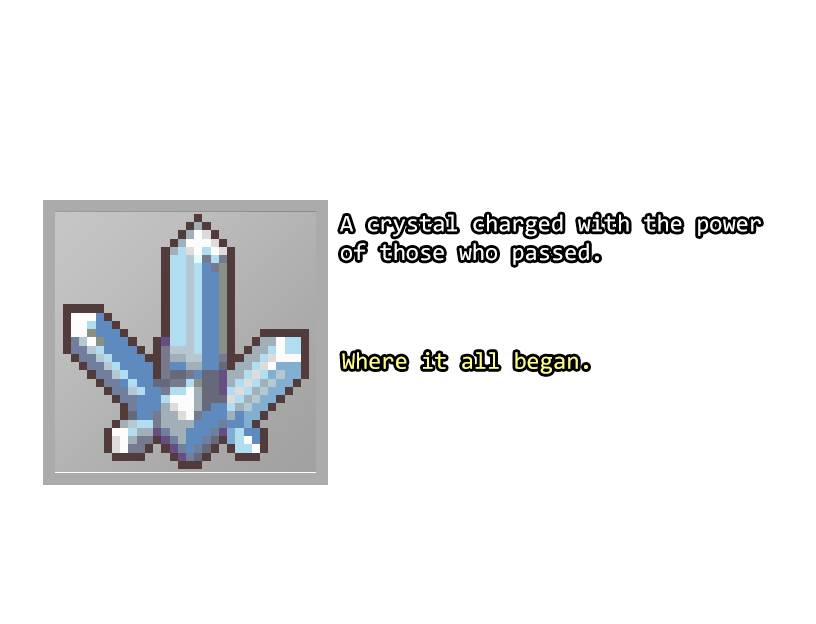 A crystal charged with the power
of those who passed.
Where it all began.